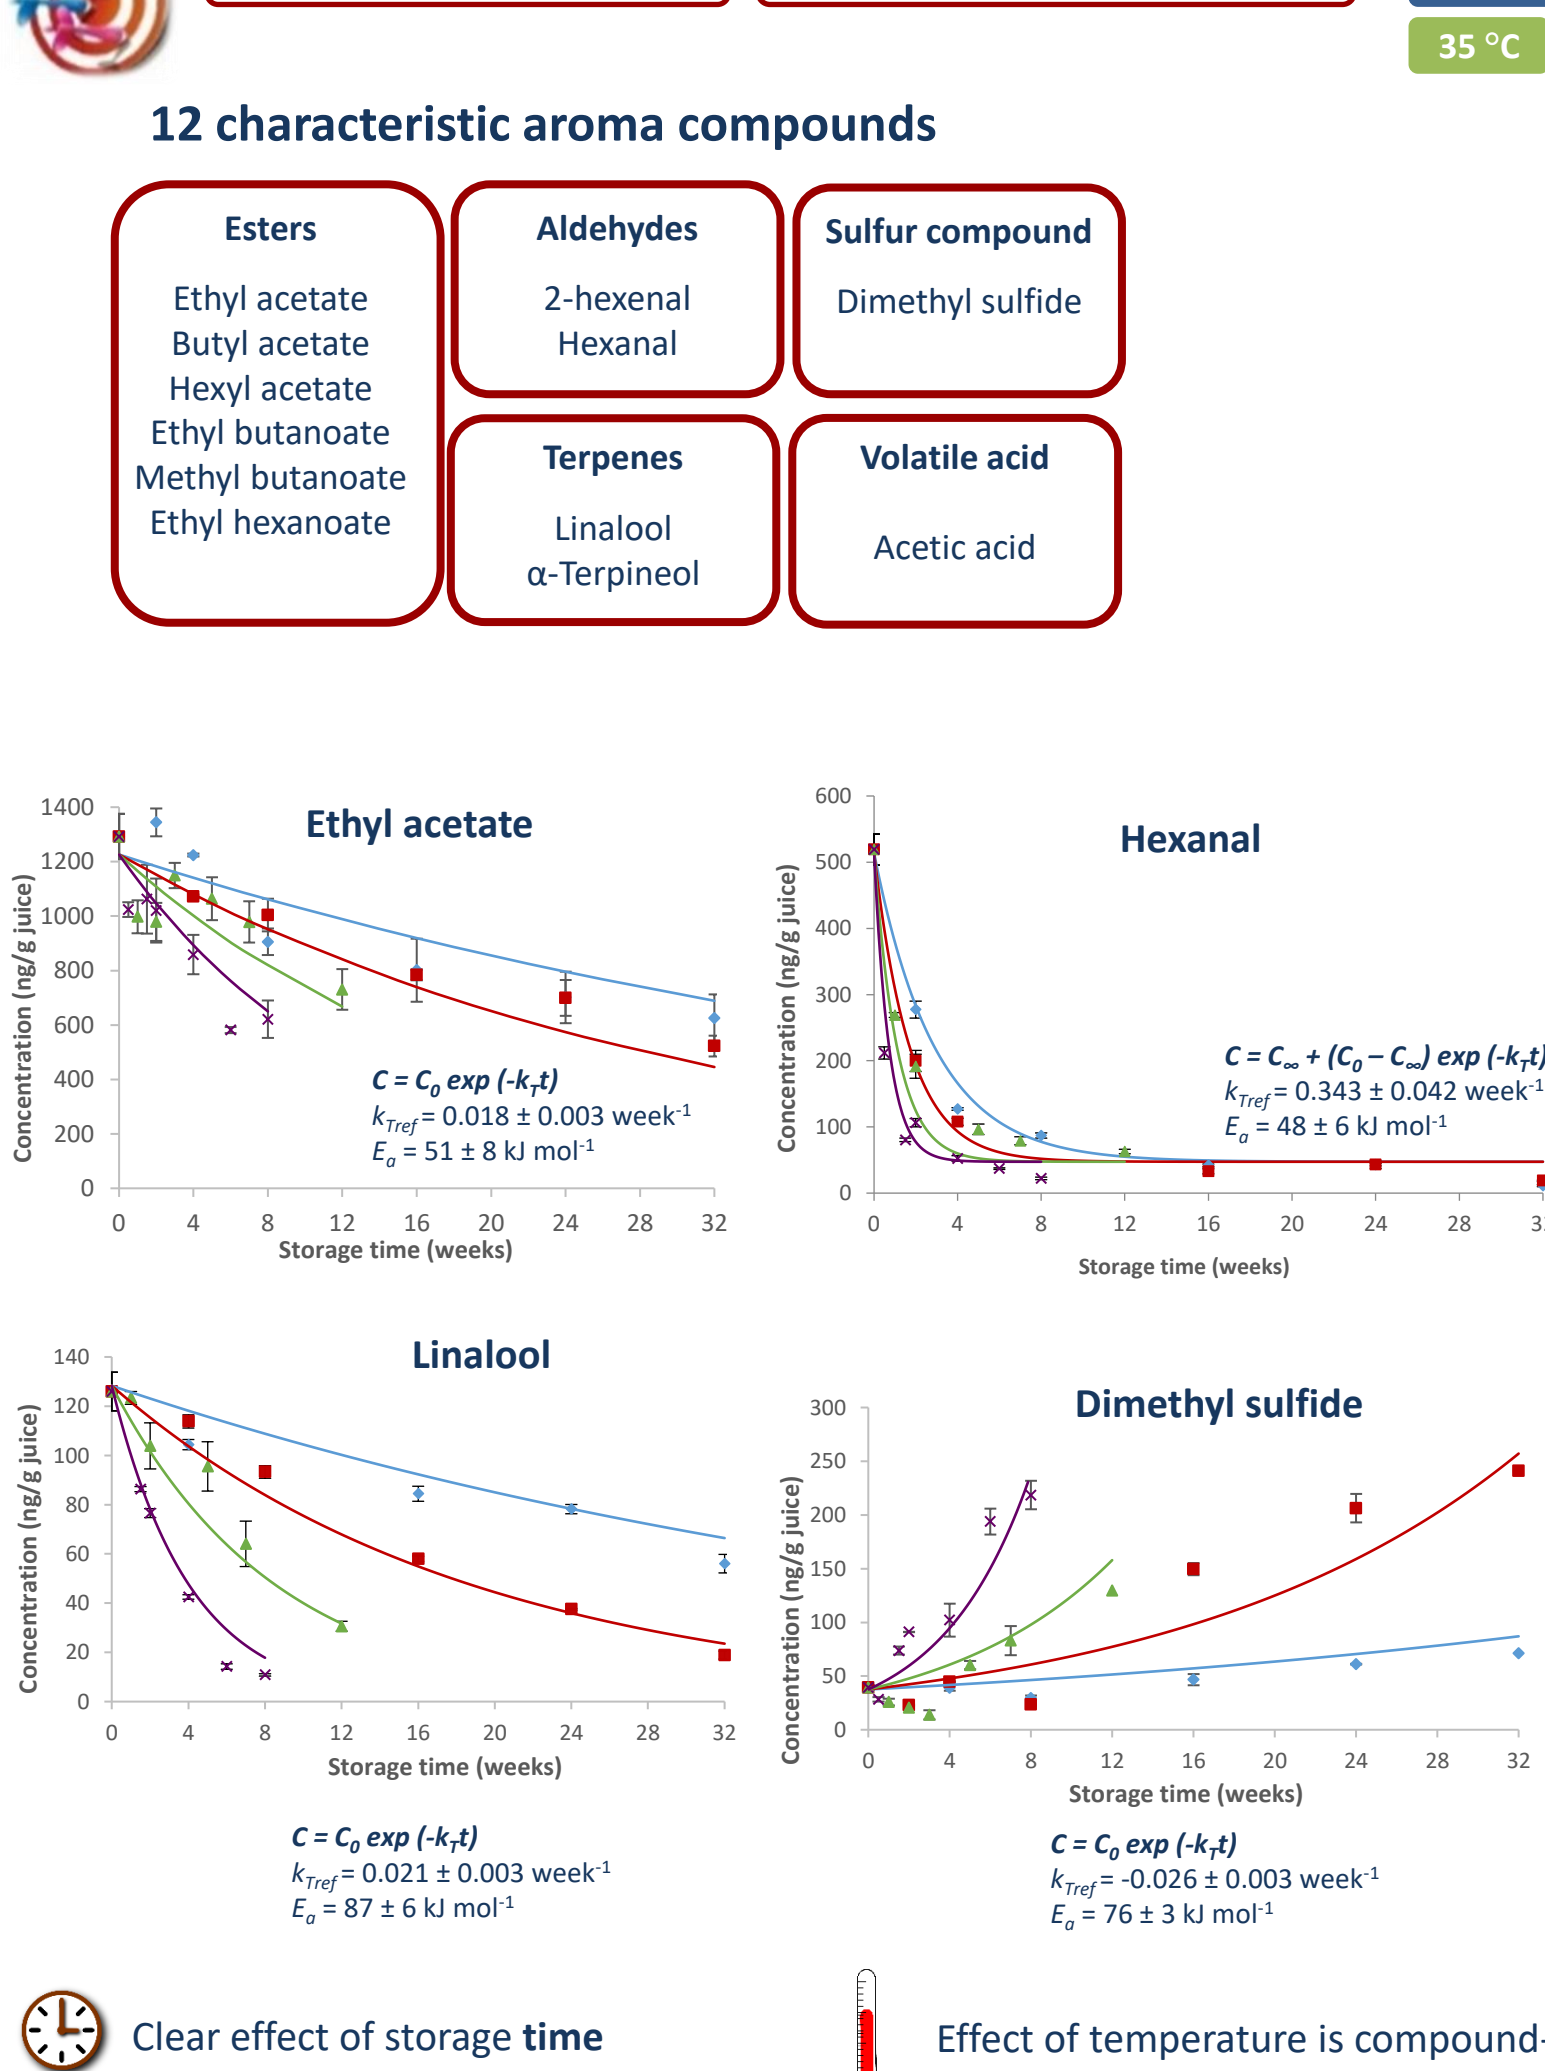 35 °C
12 characteristic aroma compounds
Esters
Ethyl acetate
Butyl acetate
Hexyl acetate
Ethyl butanoate
Methyl butanoate
Ethyl hexanoate
Aldehydes
2-hexenal
Hexanal
Sulfur compound
Dimethyl sulfide
Terpenes
Linalool
α-Terpineol
Volatile acid
Acetic acid
Ethyl acetate
Concentration (ng/g juice)
1400
1200
1000
800
600
400
200
0
C = C₀ exp (-k_T t)
k_Tref = 0.018 ± 0.003 week⁻¹
Eₐ = 51 ± 8 kJ mol⁻¹
0 4 8 12 16 20 24 28 32
Storage time (weeks)
Hexanal
Concentration (ng/g juice)
600
500
400
300
200
100
0
C = C∞ + (C₀ – C∞) exp (-k_T t)
k_Tref = 0.343 ± 0.042 week⁻¹
Eₐ = 48 ± 6 kJ mol⁻¹
0 4 8 12 16 20 24 28
Storage time (weeks)
Linalool
Concentration (ng/g juice)
140
120
100
80
60
40
20
0
0 4 8 12 16 20 24 28 32
Storage time (weeks)
C = C₀ exp (-k_T t)
k_Tref = 0.021 ± 0.003 week⁻¹
Eₐ = 87 ± 6 kJ mol⁻¹
Dimethyl sulfide
Concentration (ng/g juice)
300
250
200
150
100
50
0
0 4 8 12 16 20 24 28 32
Storage time (weeks)
C = C₀ exp (-k_T t)
k_Tref = -0.026 ± 0.003 week⁻¹
Eₐ = 76 ± 3 kJ mol⁻¹
Clear effect of storage time
Effect of temperature is compound-